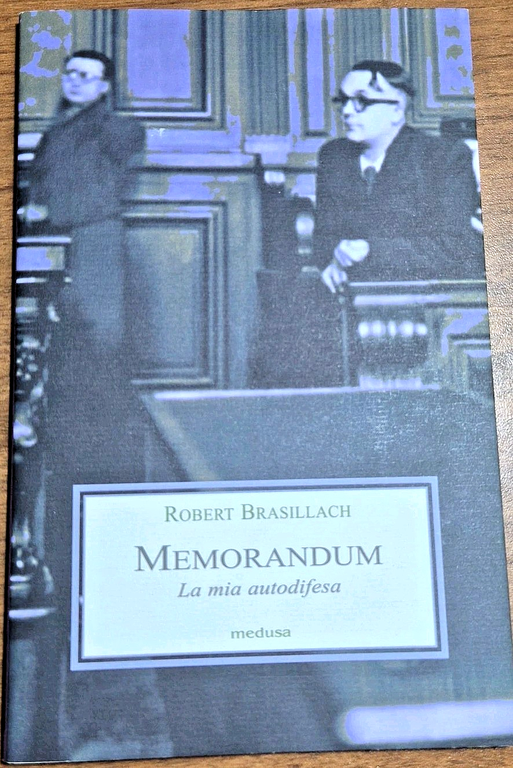 ROBERT BRASILLACH
MEMORANDUM
La mia autodifesa
medusa